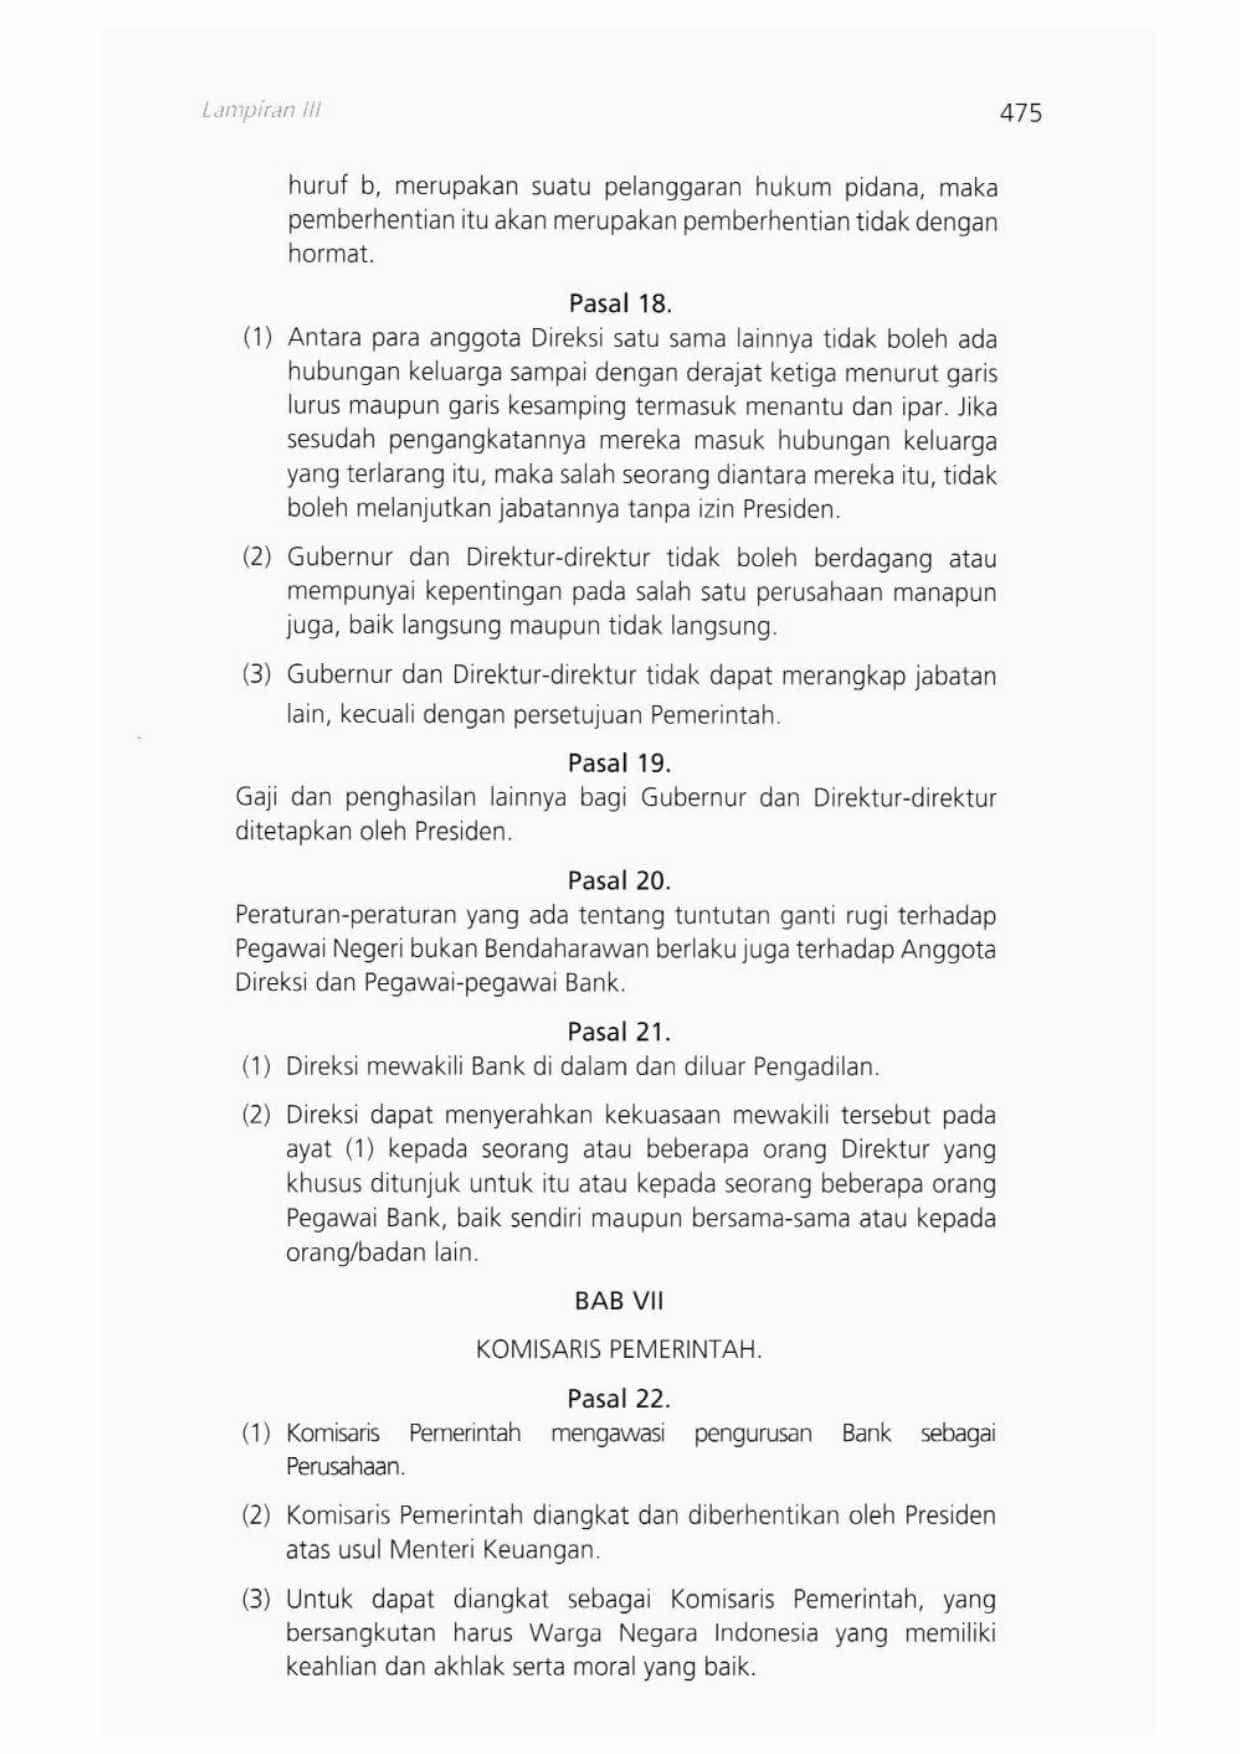 Lampiran III
475
huruf b, merupakan suatu pelanggaran hukum pidana, maka
pemberhentian itu akan merupakan pemberhentian tidak dengan
hormat.
Pasal 18.
(1) Antara para anggota Direksi satu sama lainnya tidak boleh ada
hubungan keluarga sampai dengan derajat ketiga menurut garis
lurus maupun garis kesamping termasuk menantu dan ipar. Jika
sesudah pengangkatannya mereka masuk hubungan keluarga
yang terlarang itu, maka salah seorang diantara mereka itu, tidak
boleh melanjutkan jabatannya tanpa izin Presiden.
(2) Gubernur dan Direktur-direktur tidak boleh berdagang atau
mempunyai kepentingan pada salah satu perusahaan manapun
juga, baik langsung maupun tidak langsung.
(3) Gubernur dan Direktur-direktur tidak dapat merangkap jabatan
lain, kecuali dengan persetujuan Pemerintah.
Pasal 19.
Gaji dan penghasilan lainnya bagi Gubernur dan Direktur-direktur
ditetapkan oleh Presiden.
Pasal 20.
Peraturan-peraturan yang ada tentang tuntutan ganti rugi terhadap
Pegawai Negeri bukan Bendaharawan berlaku juga terhadap Anggota
Direksi dan Pegawai-pegawai Bank.
Pasal 21.
(1) Direksi mewakili Bank di dalam dan diluar Pengadilan.
(2) Direksi dapat menyerahkan kekuasaan mewakili tersebut pada
ayat (1) kepada seorang atau beberapa orang Direktur yang
khusus ditunjuk untuk itu atau kepada seorang beberapa orang
Pegawai Bank, baik sendiri maupun bersama-sama atau kepada
orang/badan lain.
BAB VII
KOMISARIS PEMERINTAH.
Pasal 22.
(1) Komisaris Pemerintah mengawasi pengurusan Bank sebagai
Perusahaan.
(2) Komisaris Pemerintah diangkat dan diberhentikan oleh Presiden
atas usul Menteri Keuangan.
(3) Untuk dapat diangkat sebagai Komisaris Pemerintah, yang
bersangkutan harus Warga Negara Indonesia yang memiliki
keahlian dan akhlak serta moral yang baik.